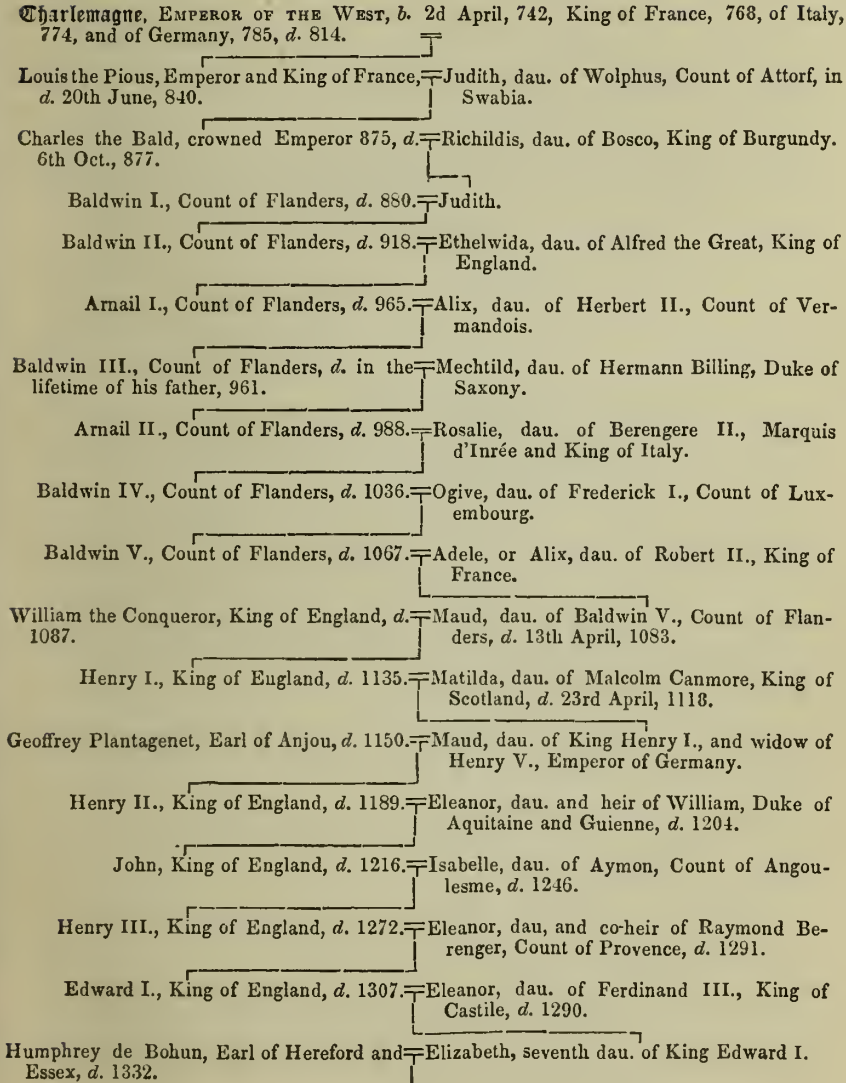 Charlemagne, EMPEROR OF THE WEST, b. 2d April, 742, King of France, 768, of Italy,
774, and of Germany, 785, d. 814.
Louis the Pious, Emperor and King of France, Judith, dau. of Wolphus, Count of Attorf, in
d. 20th June, 840. Swabia.
Charles the Bald, crowned Emperor 875, d. Richildis, dau. of Bosco, King of Burgundy.
6th Oct., 877.
Baldwin I., Count of Flanders, d. 880. Judith.
Baldwin II., Count of Flanders, d. 918. Ethelwida, dau. of Alfred the Great, King of
England.
Arnail I., Count of Flanders, d. 965. Alix, dau. of Herbert II., Count of Ver-
mandois.
Baldwin III., Count of Flanders, d. in the Mechtild, dau. of Hermann Billing, Duke of
lifetime of his father, 961. Saxony.
Arnail II., Count of Flanders, d. 988. Rosalie, dau. of Berengere II., Marquis
d'Inrée and King of Italy.
Baldwin IV., Count of Flanders, d. 1036. Ogive, dau. of Frederick I., Count of Lux-
embourg.
Baldwin V., Count of Flanders, d. 1067. Adele, or Alix, dau. of Robert II., King of
France.
William the Conqueror, King of England, d. Maud, dau. of Baldwin V., Count of Flan-
1087. ders, d. 13th April, 1083.
Henry I., King of England, d. 1135. Matilda, dau. of Malcolm Canmore, King of
Scotland, d. 23rd April, 1118.
Geoffrey Plantagenet, Earl of Anjou, d. 1150. Maud, dau. of King Henry I., and widow of
Henry V., Emperor of Germany.
Henry II., King of England, d. 1189. Eleanor, dau. and heir of William, Duke of
Aquitaine and Guienne, d. 1204.
John, King of England, d. 1216. Isabelle, dau. of Aymon, Count of Angou-
lesme, d. 1246.
Henry III., King of England, d. 1272. Eleanor, dau, and co-heir of Raymond Be-
renger, Count of Provence, d. 1291.
Edward I., King of England, d. 1307. Eleanor, dau. of Ferdinand III., King of
Castile, d. 1290.
Humphrey de Bohun, Earl of Hereford and Elizabeth, seventh dau. of King Edward I.
Essex, d. 1332.